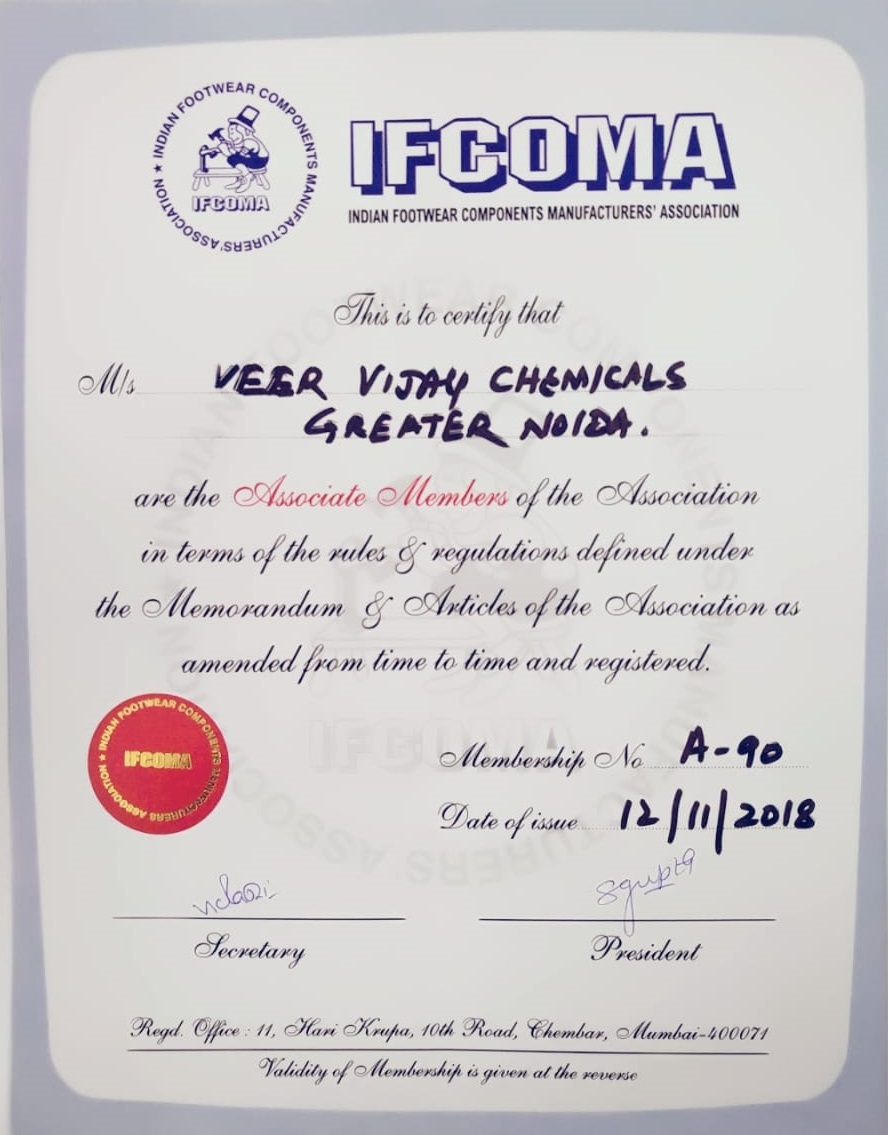 ★ INDIAN FOOTWEAR COMPONENTS MANUFACTURERS' ASSOCIATION
IFCOMA
IFCOMA
INDIAN FOOTWEAR COMPONENTS MANUFACTURERS' ASSOCIATION
This is to certify that
M/s VEER VIJAY CHEMICALS
GREATER NOIDA.
are the Associate Members of the Association
in terms of the rules & regulations defined under
the Memorandum & Articles of the Association as
amended from time to time and registered.
★ INDIAN FOOTWEAR COMPONENTS MANUFACTURERS ASSOCIATION
IFCOMA
IFCOMA
Membership No A-90
Date of issue 12/11/2018
Sgupta
Secretary
President
Regd. Office : 11, Hari Krupa, 10th Road, Chembar, Mumbai-400071
Validity of Membership is given at the reverse